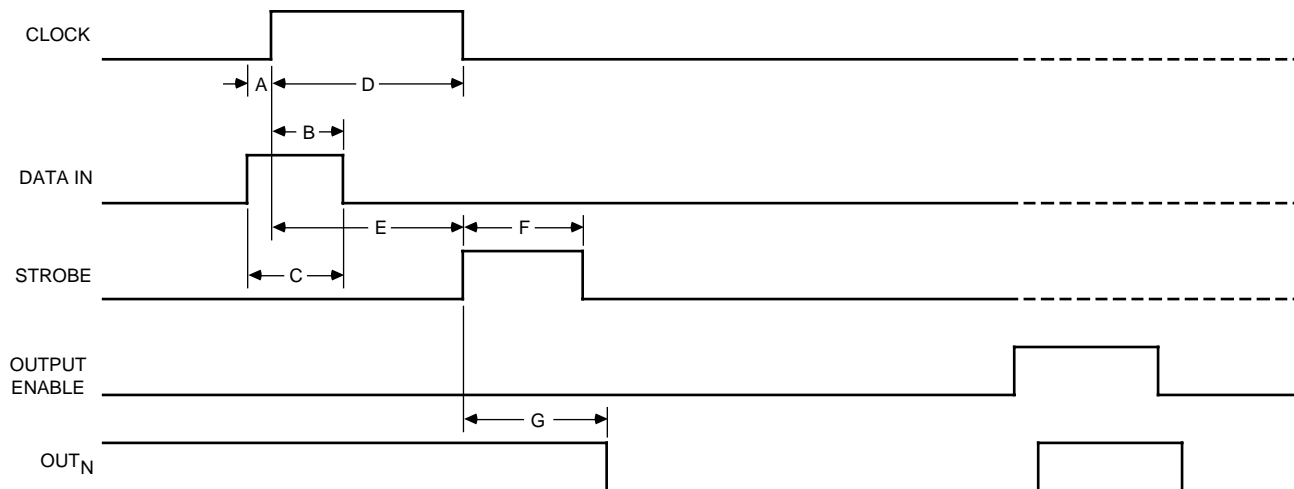 CLOCK
A
D
B
DATA IN
E
F
STROBE
C
OUTPUT
ENABLE
G
OUTN